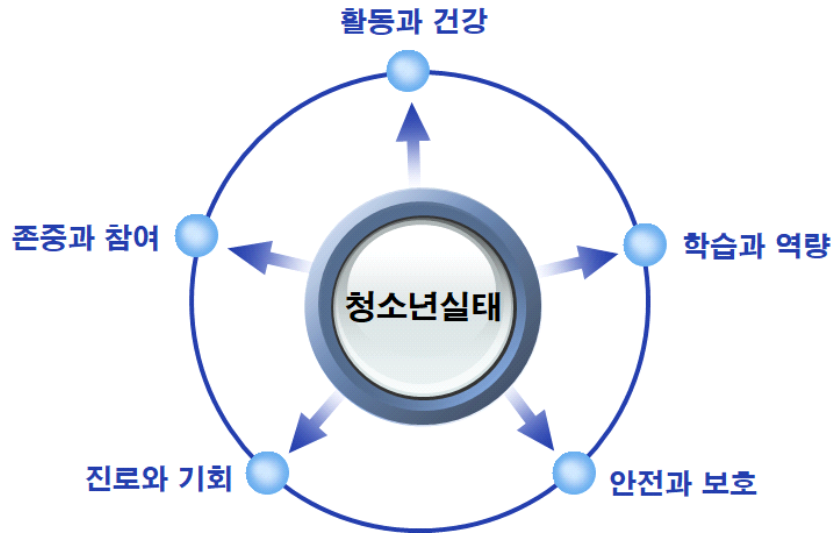 활동과 건강
존중과 참여
학습과 역량
청소년실태
진로와 기회
안전과 보호